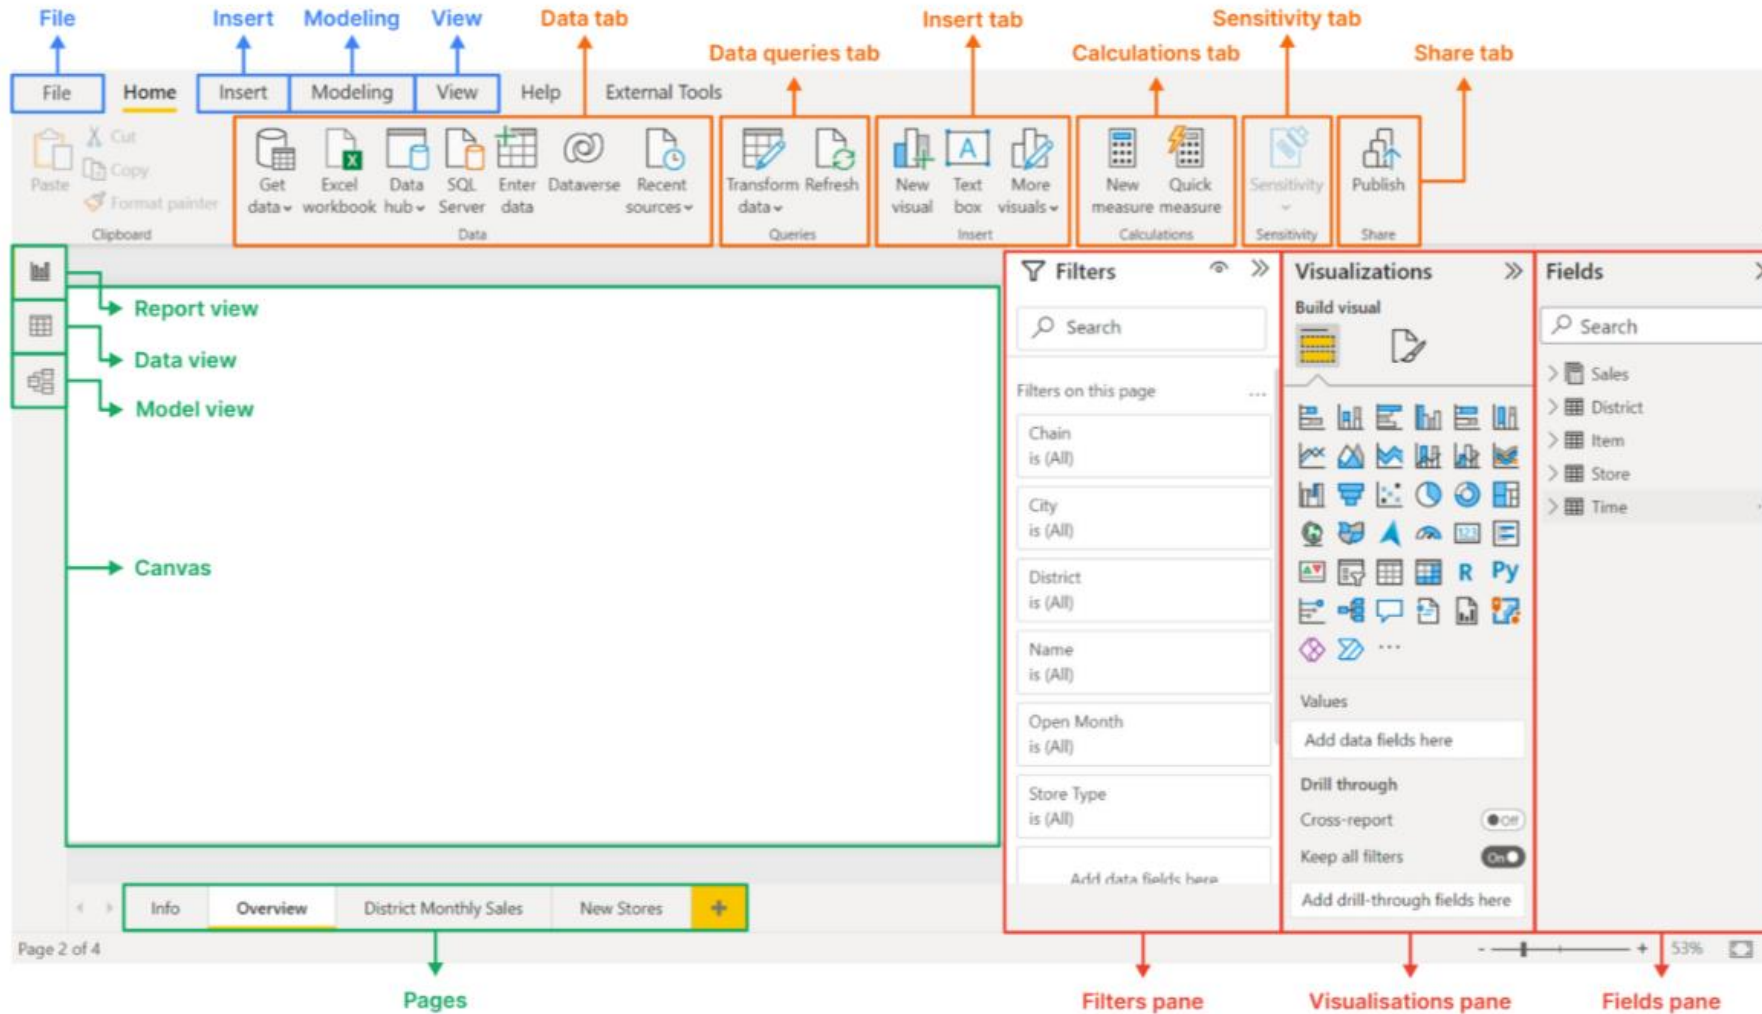 File
Insert
Modeling
View
Data tab
Insert tab
Sensitivity tab
Data queries tab
Calculations tab
Share tab
File
Home
Insert
Modeling
View
Help
External Tools
Paste
Cut
Copy
Format painter
Clipboard
Get
data
Excel
workbook
Data
hub
SQL
Server
Enter
data
Dataverse
Recent
sources
Data
Transform
data
Refresh
Queries
New
visual
Text
box
More
visuals
Insert
New
measure
Quick
measure
Calculations
Sensitivity
Sensitivity
Publish
Share
Report view
Data view
Model view
Canvas
Filters
Search
Filters on this page
...
Chain
is (All)
City
is (All)
District
is (All)
Name
is (All)
Open Month
is (All)
Store Type
is (All)
Add data fields here
Visualizations
Build visual
123
R
Py
...
Values
Add data fields here
Drill through
Cross-report
Off
Keep all filters
On
Add drill-through fields here
Fields
Search
Sales
District
Item
Store
Time
Info
Overview
District Monthly Sales
New Stores
+
Page 2 of 4
-
+
53%
Pages
Filters pane
Visualisations pane
Fields pane